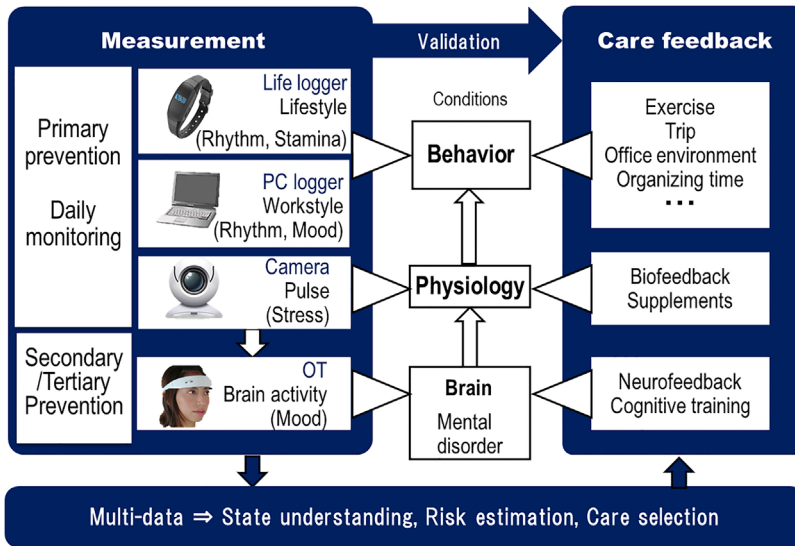 Measurement
Validation
Care feedback
Primary
prevention
Daily
monitoring
Life logger
Lifestyle
(Rhythm, Stamina)
PC logger
Workstyle
(Rhythm, Mood)
Camera
Pulse
(Stress)
Secondary
/Tertiary
Prevention
OT
Brain activity
(Mood)
Conditions
Behavior
Physiology
Brain
Mental
disorder
Exercise
Trip
Office environment
Organizing time
• • •
Biofeedback
Supplements
Neurofeedback
Cognitive training
Multi-data ⇒ State understanding, Risk estimation, Care selection